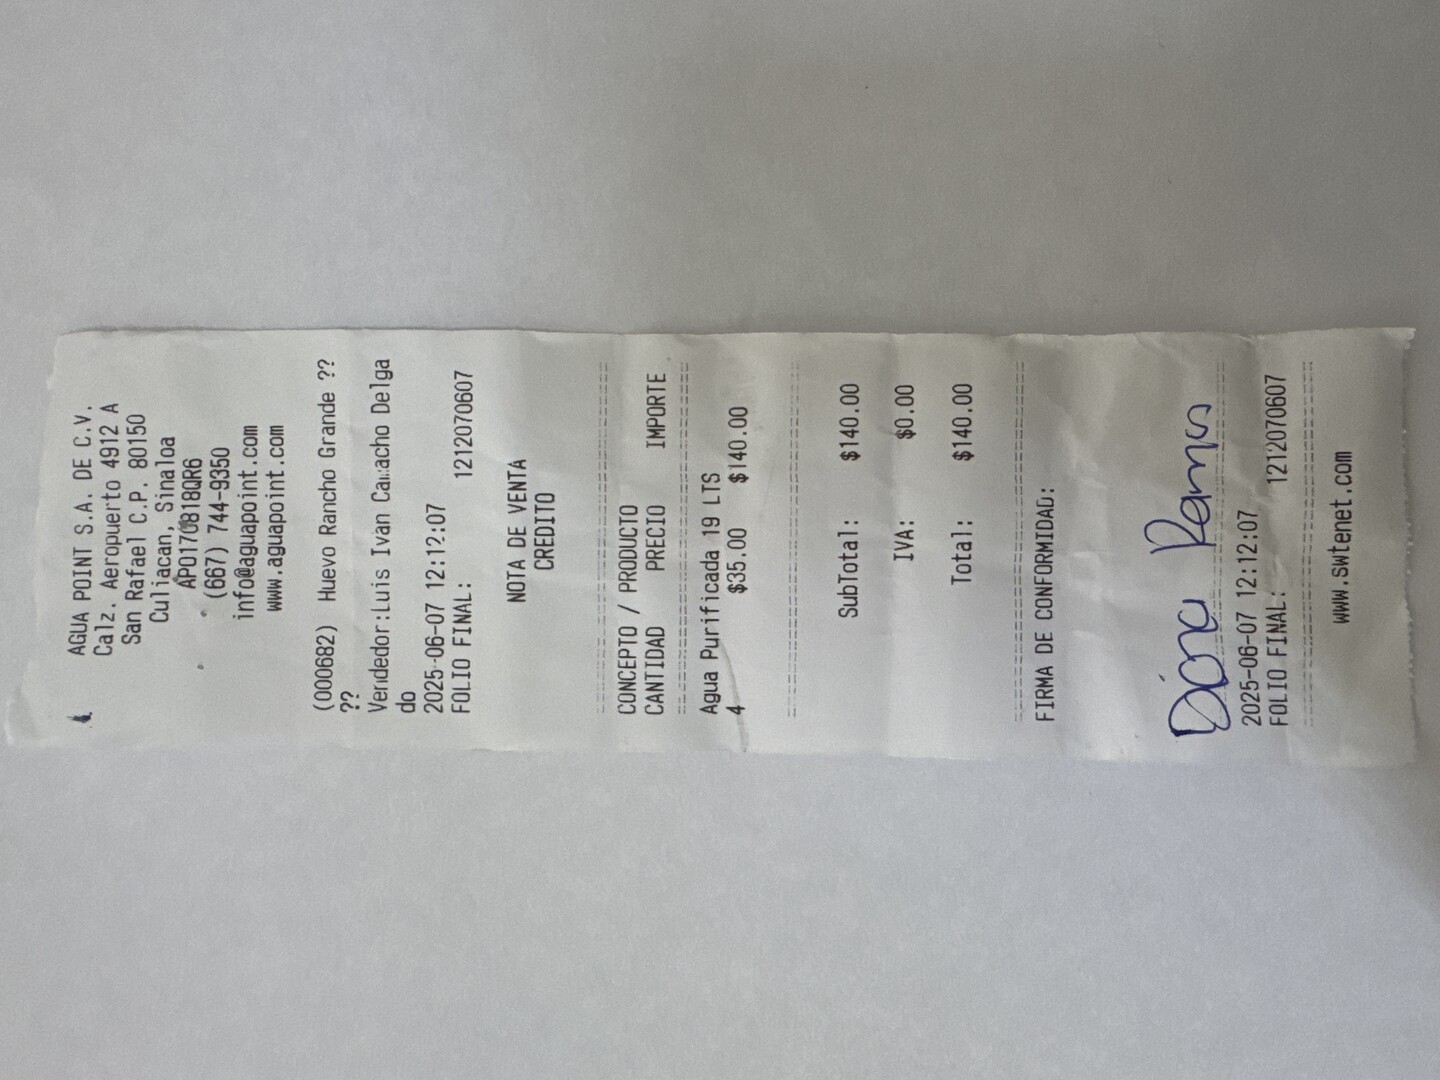 AGUA POINT S.A. DE C.V.
Calz. Aeropuerto 4912 A
San Rafael C.P. 80150
Culiacan, Sinaloa
APO170818QR6
(667) 744-9350
info@aguapoint.com
www.aguapoint.com
(000682) Huevo Rancho Grande ??
??
Vendedor:Luis Ivan Camacho Delga
do
2025-06-07 12:12:07
FOLIO FINAL: 1212070607
NOTA DE VENTA
CREDITO
CONCEPTO / PRODUCTO
CANTIDAD PRECIO IMPORTE
Agua Purificada 19 LTS
4 $35.00 $140.00
SubTotal: $140.00
IVA: $0.00
Total: $140.00
FIRMA DE CONFORMIDAD:
Diana Ramos
2025-06-07 12:12:07
FOLIO FINAL: 1212070607
www.swtenet.com